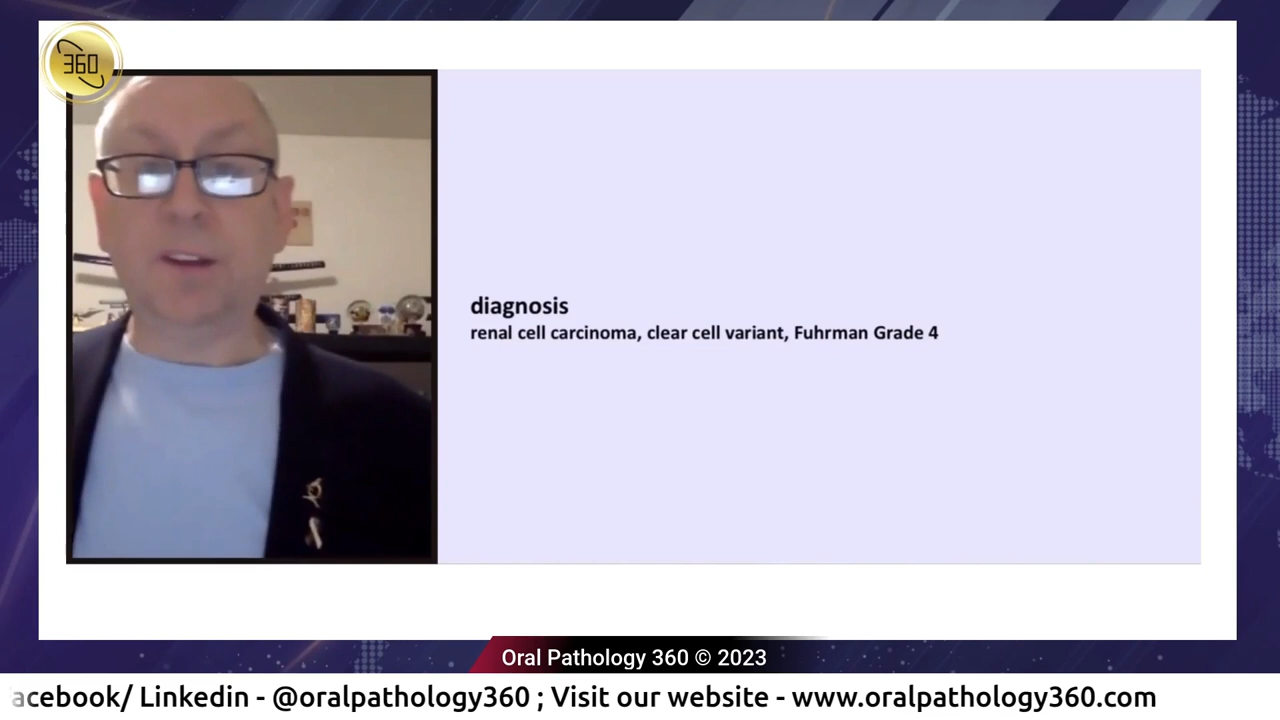 360
diagnosis
renal cell carcinoma, clear cell variant, Fuhrman Grade 4
Oral Pathology 360 © 2023
acebook/ Linkedin - @oralpathology360 ; Visit our website - www.oralpathology360.com